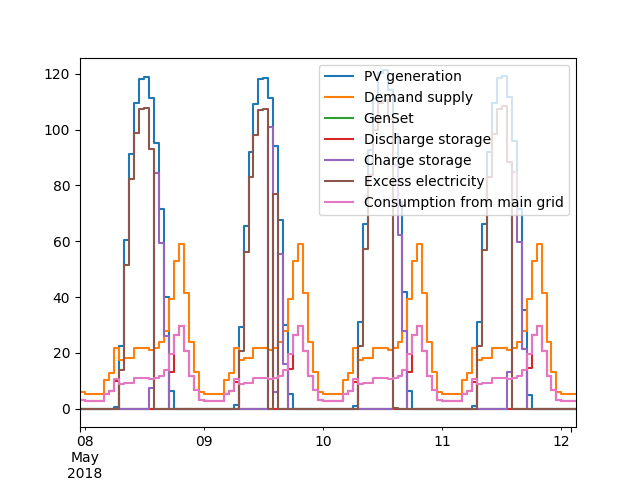 120
100
80
60
40
20
0
PV generation
Demand supply
GenSet
Discharge storage
Charge storage
Excess electricity
Consumption from main grid
08 09 10 11 12
May
2018